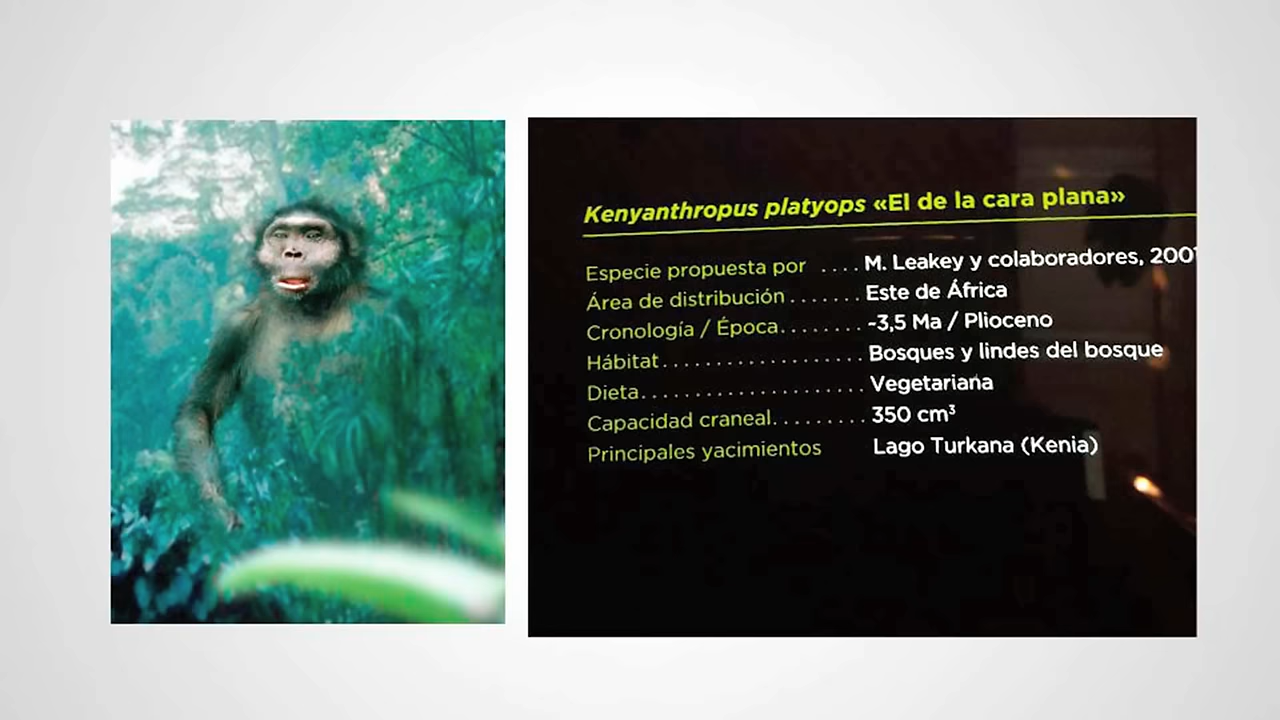 Kenyanthropus platyops «El de la cara plana»
Especie propuesta por .... M. Leakey y colaboradores, 2001
Área de distribución ....... Este de África
Cronología / Época ........ ~3,5 Ma / Plioceno
Hábitat .................... Bosques y lindes del bosque
Dieta ...................... Vegetariana
Capacidad craneal ......... 350 cm³
Principales yacimientos Lago Turkana (Kenia)